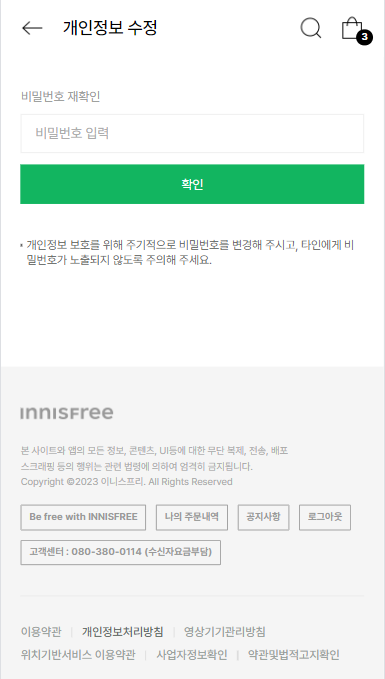 개인정보 수정
3
비밀번호 재확인
비밀번호 입력
확인
• 개인정보 보호를 위해 주기적으로 비밀번호를 변경해 주시고, 타인에게 비
밀번호가 노출되지 않도록 주의해 주세요.
innisfree
본 사이트와 앱의 모든 정보, 콘텐츠, UI등에 대한 무단 복제, 전송, 배포
스크래핑 등의 행위는 관련 법령에 의하여 엄격히 금지됩니다.
Copyright ©2023 이니스프리. All Rights Reserved
Be free with INNISFREE 나의 주문내역 공지사항 로그아웃
고객센터 : 080-380-0114 (수신자요금부담)
이용약관 | 개인정보처리방침 | 영상기기관리방침
위치기반서비스 이용약관 | 사업자정보확인 | 약관및법적고지확인